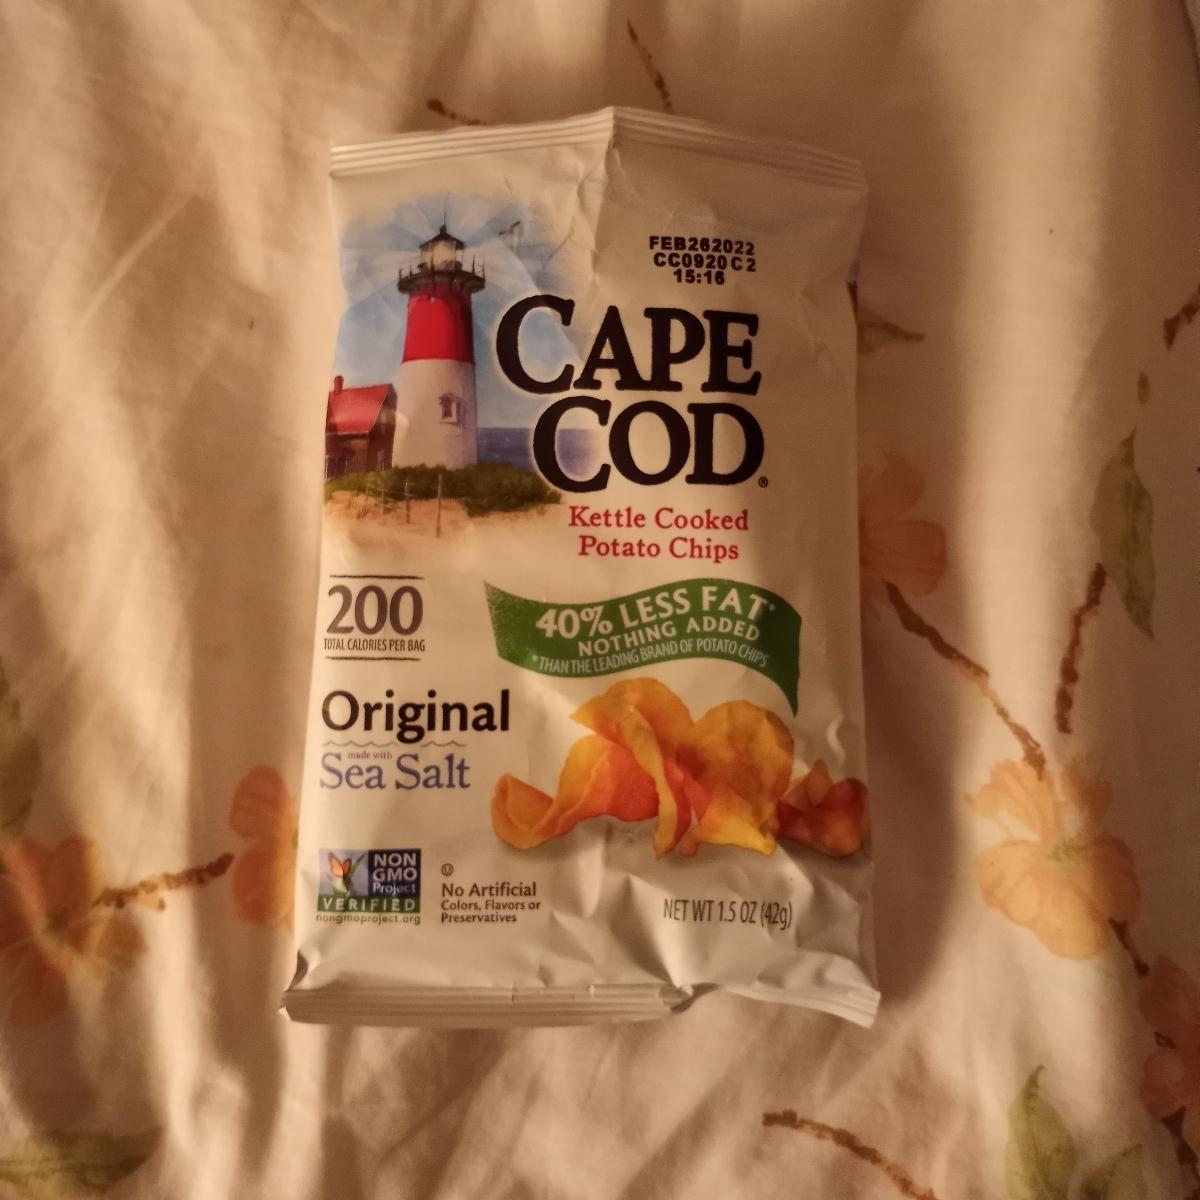 FEB262022
CC0920 C 2
15:16
CAPE
COD®
Kettle Cooked
Potato Chips
200
TOTAL CALORIES PER BAG
40% LESS FAT*
NOTHING ADDED
*THAN THE LEADING BRAND OF POTATO CHIPS
Original
made with
Sea Salt
NON
GMO
Project
VERIFIED
nongmoproject.org
U
No Artificial
Colors, Flavors or
Preservatives
NET WT 1.5 OZ (42g)